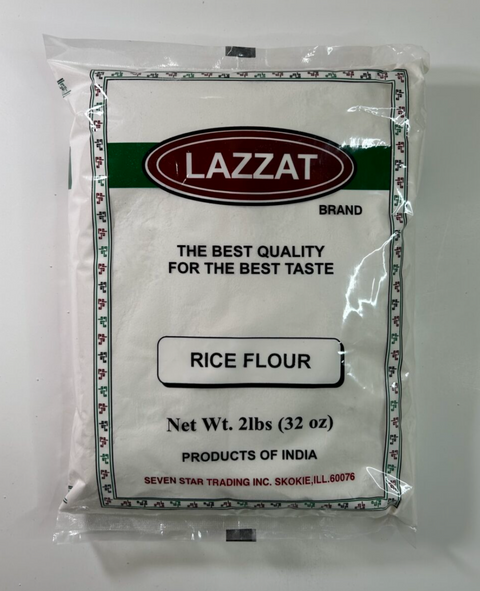 LAZZAT
BRAND
THE BEST QUALITY
FOR THE BEST TASTE
RICE FLOUR
Net Wt. 2lbs (32 oz)
PRODUCTS OF INDIA
SEVEN STAR TRADING INC. SKOKIE,ILL.60076